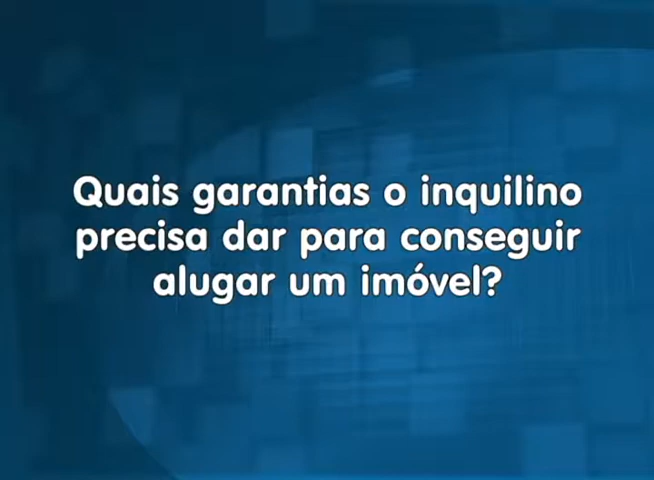 Quais garantias o inquilino
precisa dar para conseguir
alugar um imóvel?